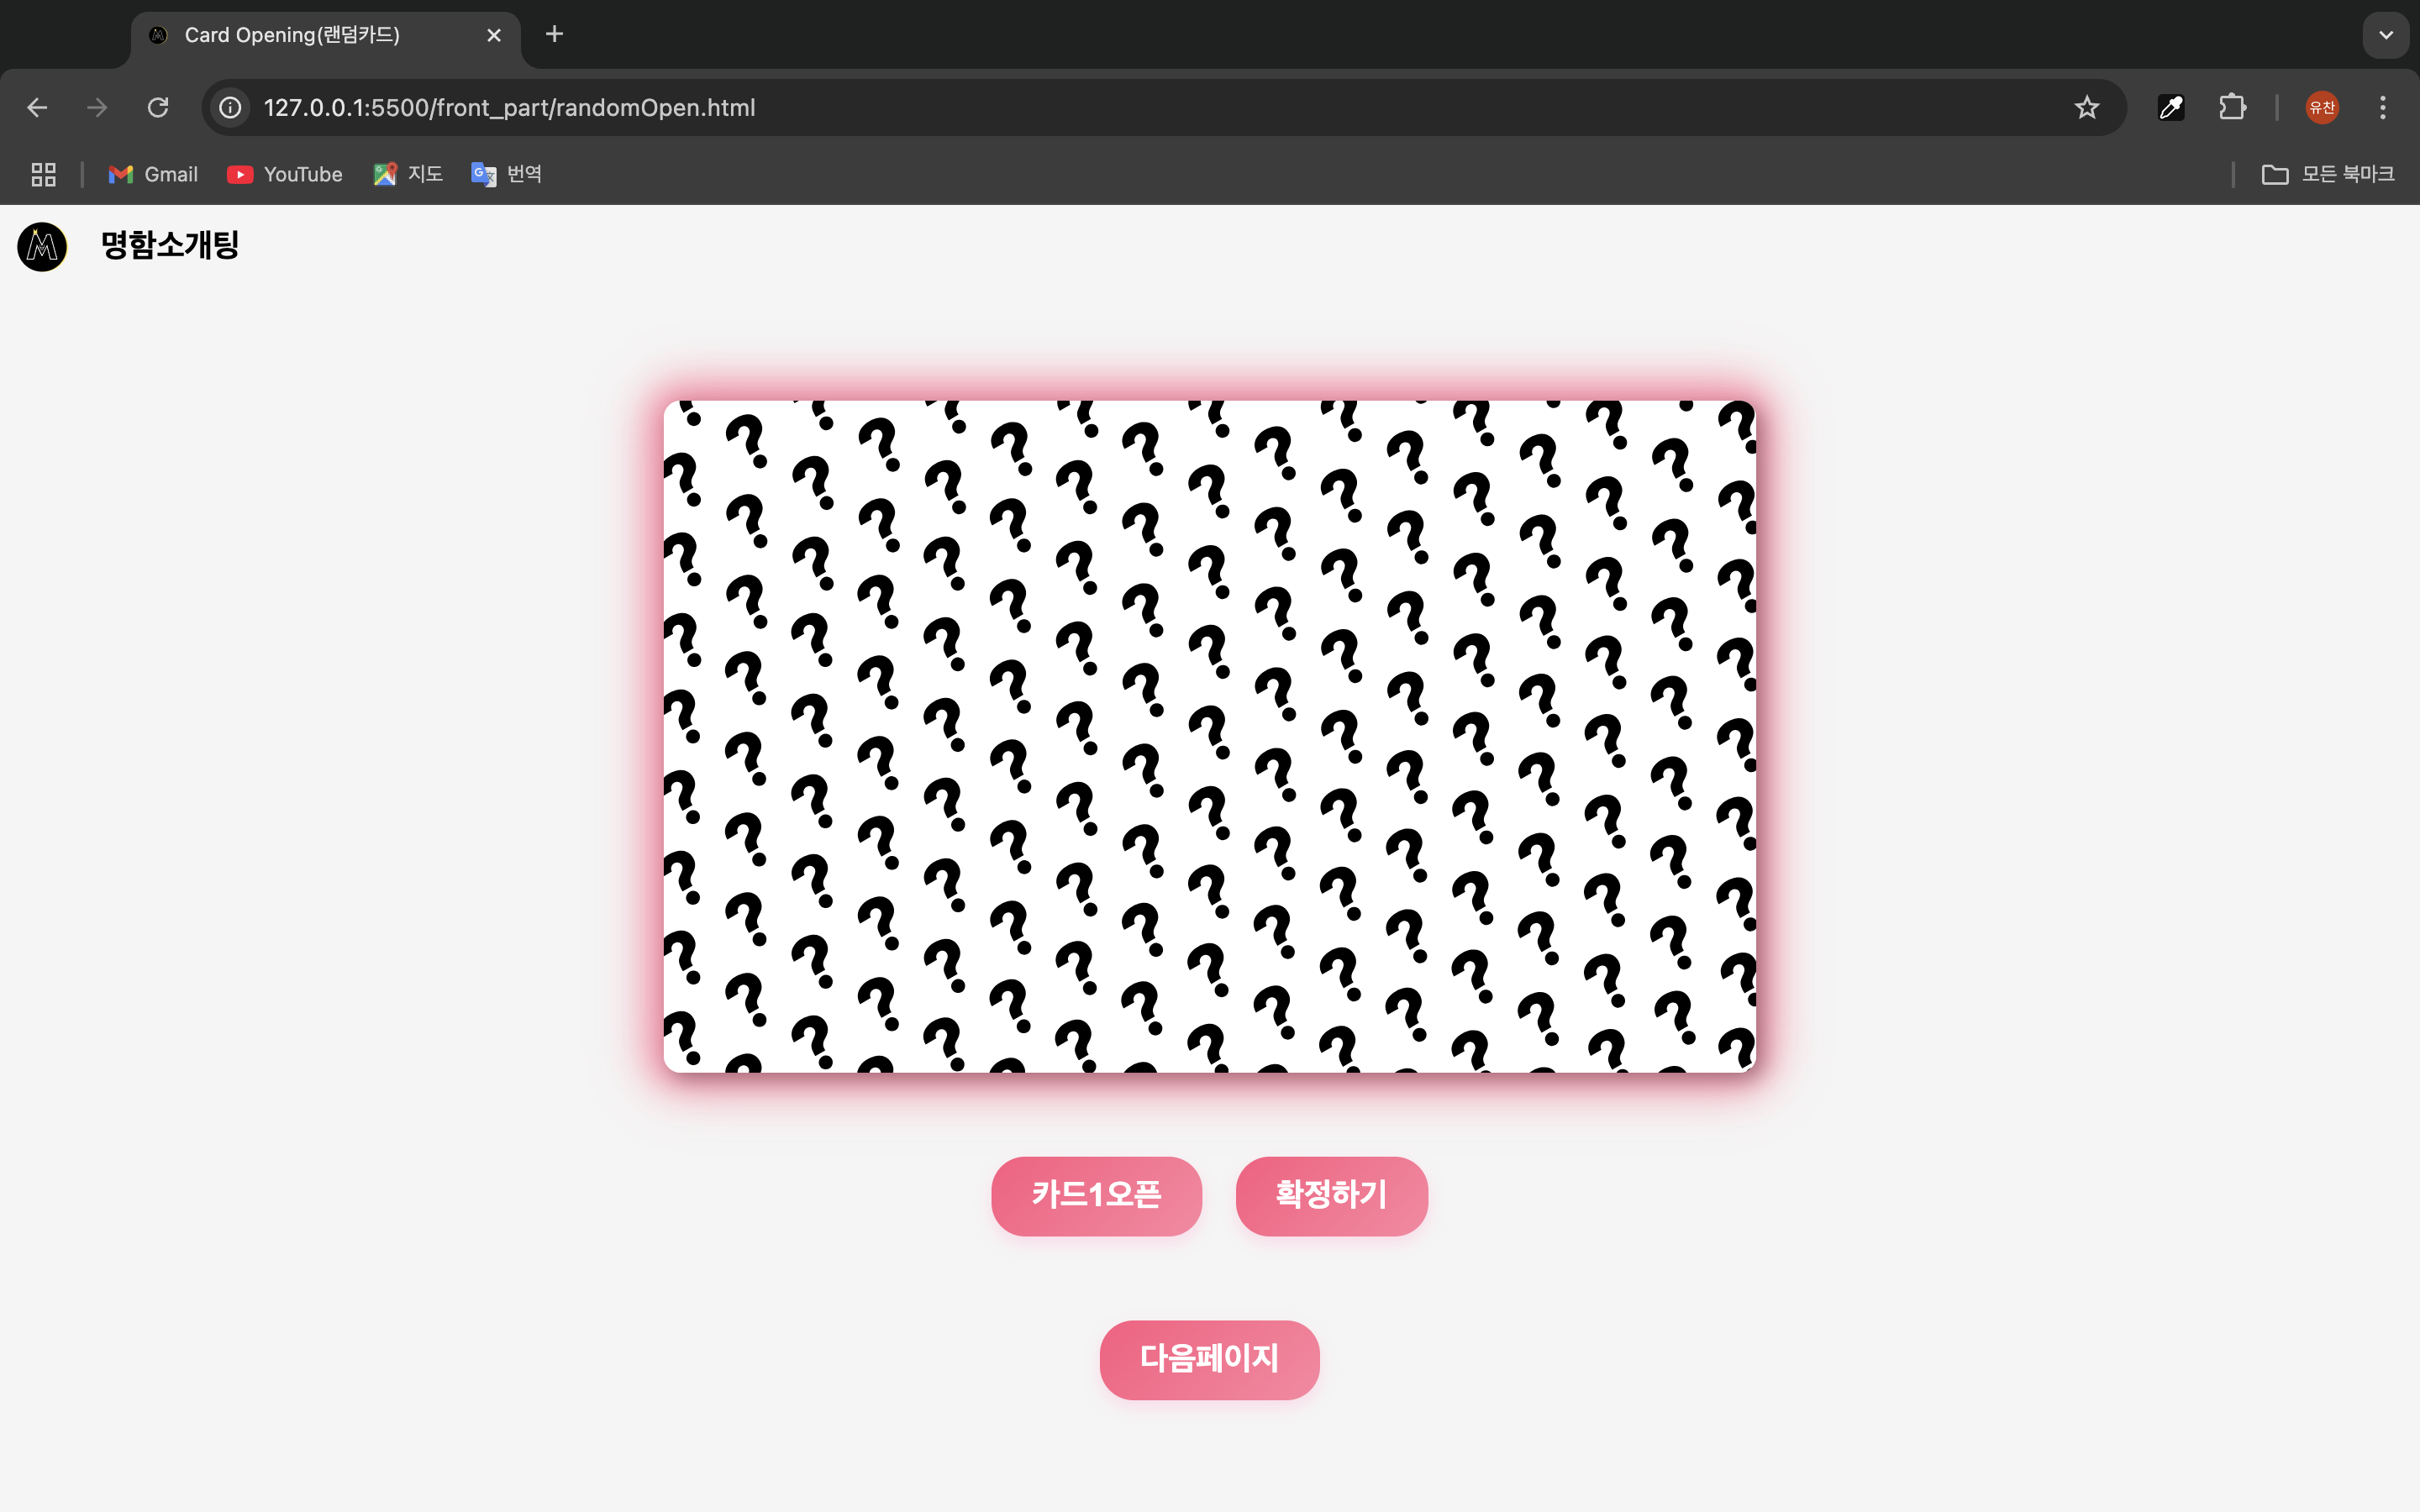 Card Opening(랜덤카드)
127.0.0.1:5500/front_part/randomOpen.html
유찬
Gmail
YouTube
지도
번역
모든 북마크
명함소개팅
카드1오픈
확정하기
다음페이지